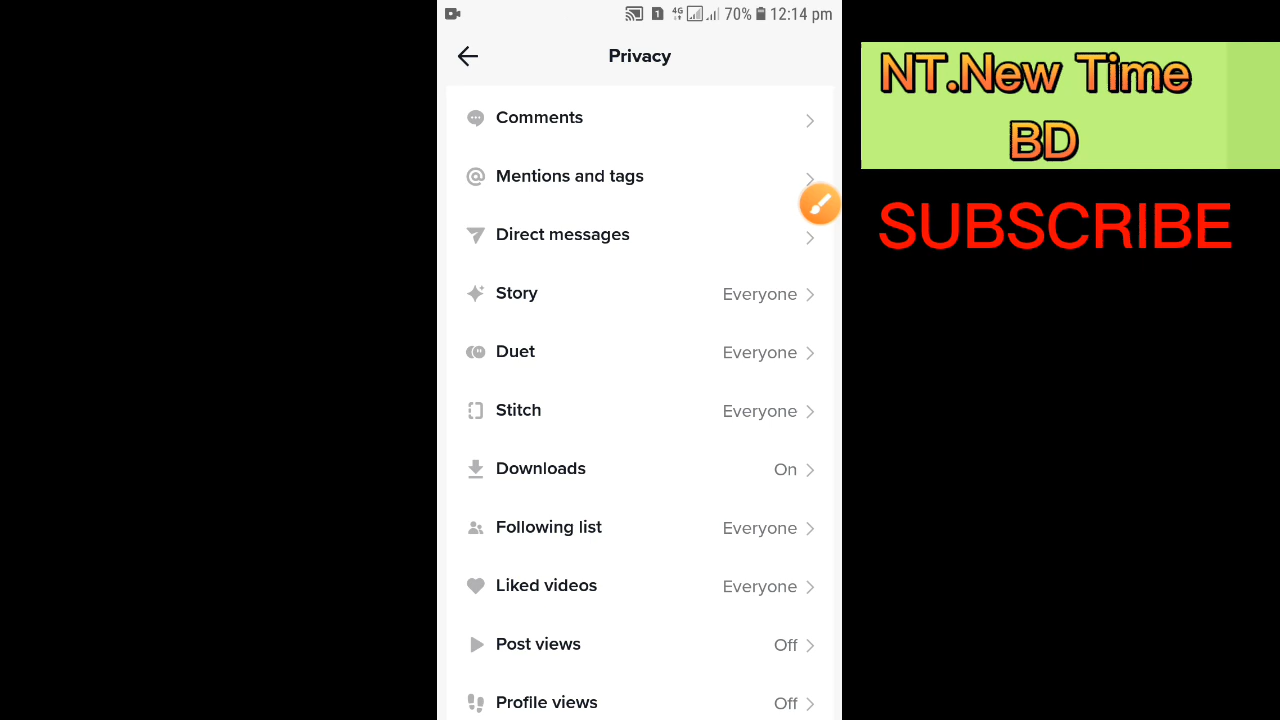 4G 70% 12:14 pm
Privacy
Comments
Mentions and tags
Direct messages
Story Everyone
Duet Everyone
Stitch Everyone
Downloads On
Following list Everyone
Liked videos Everyone
Post views Off
Profile views Off
NT.New Time
BD
SUBSCRIBE